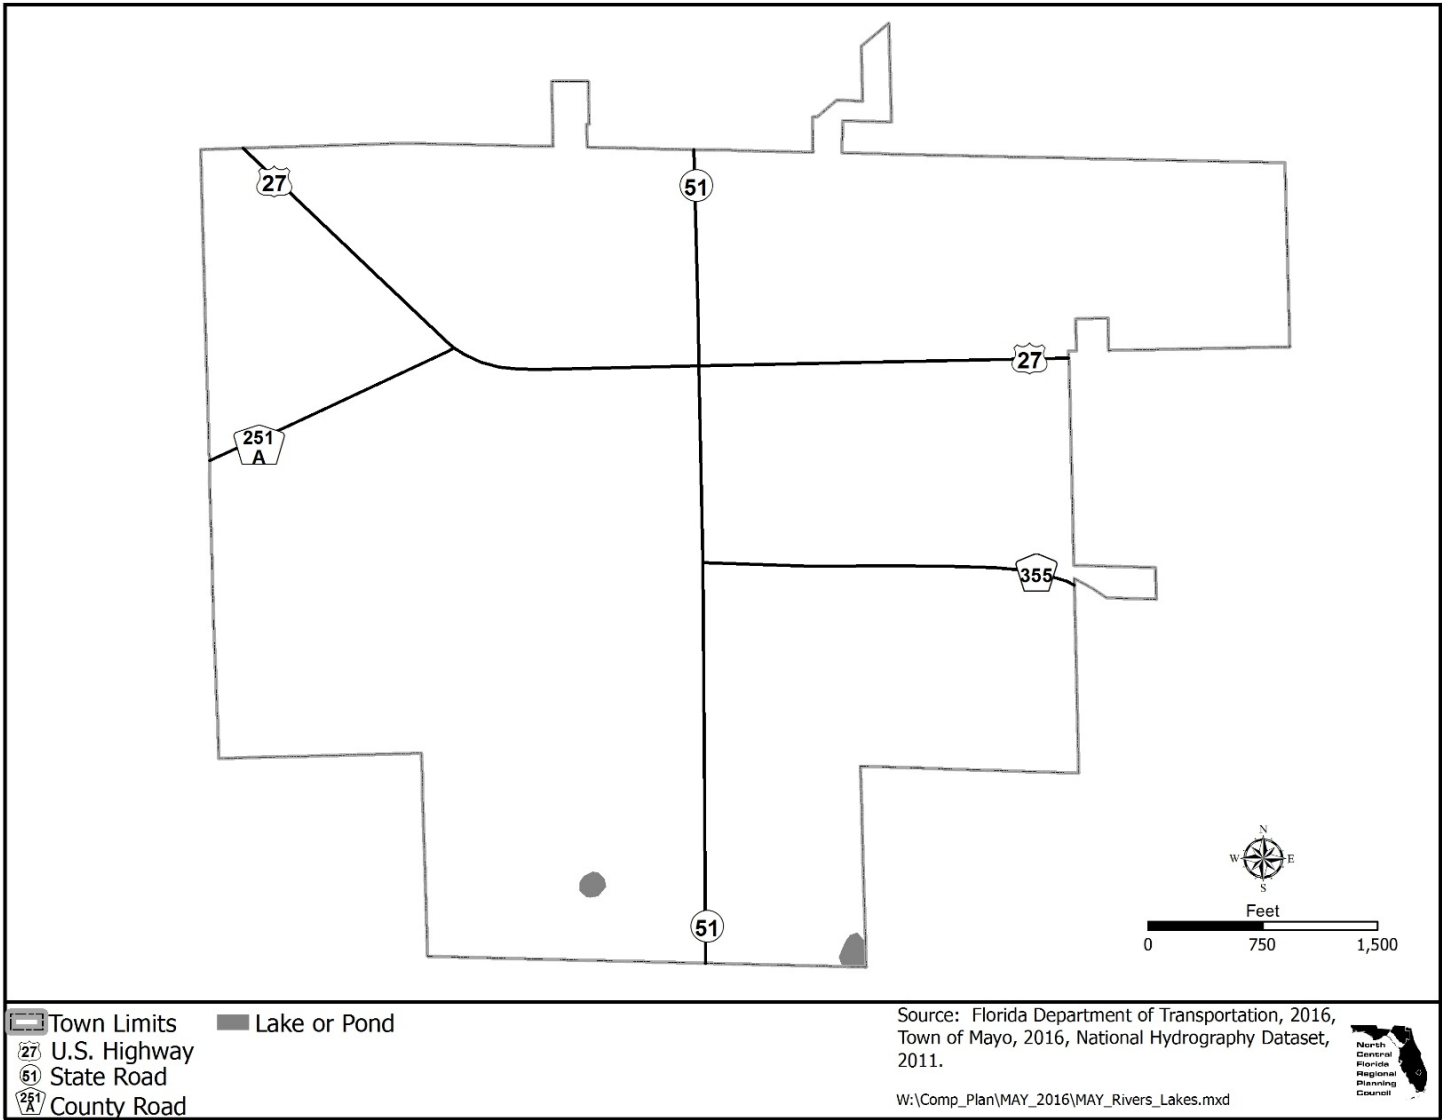 27
51
27
251
A
355
51
N
W
E
S
Feet
0 750 1,500
Town Limits
Lake or Pond
27 U.S. Highway
51 State Road
251
A County Road
Source: Florida Department of Transportation, 2016,
Town of Mayo, 2016, National Hydrography Dataset,
2011.
W:\Comp_Plan\MAY_2016\MAY_Rivers_Lakes.mxd
North
Central
Florida
Regional
Planning
Council